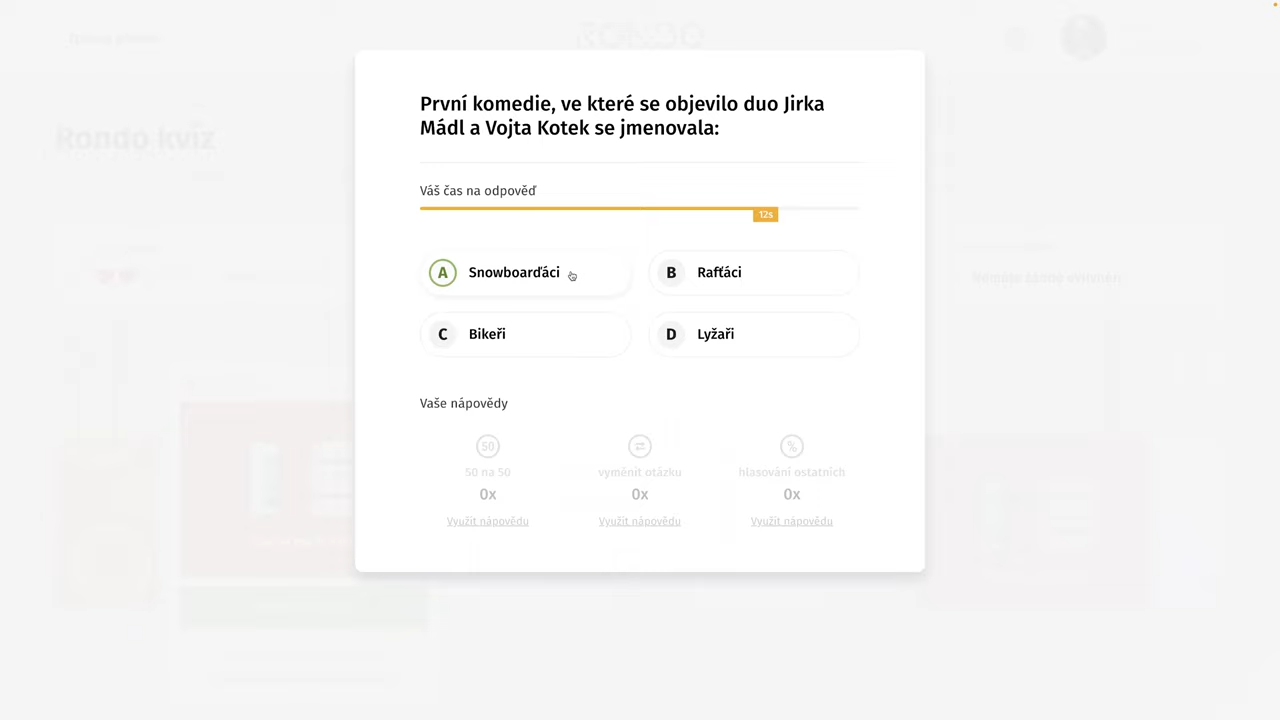 Rondo kvíz
První komedie, ve které se objevilo duo Jirka
Mádl a Vojta Kotek se jmenovala:
Váš čas na odpověď
12s
A Snowboarďáci
B Rafťáci
C Bikeři
D Lyžaři
Vaše nápovědy
50
50 na 50
0x
Využít nápovědu
vyměnit otázku
0x
Využít nápovědu
%
hlasování ostatních
0x
Využít nápovědu